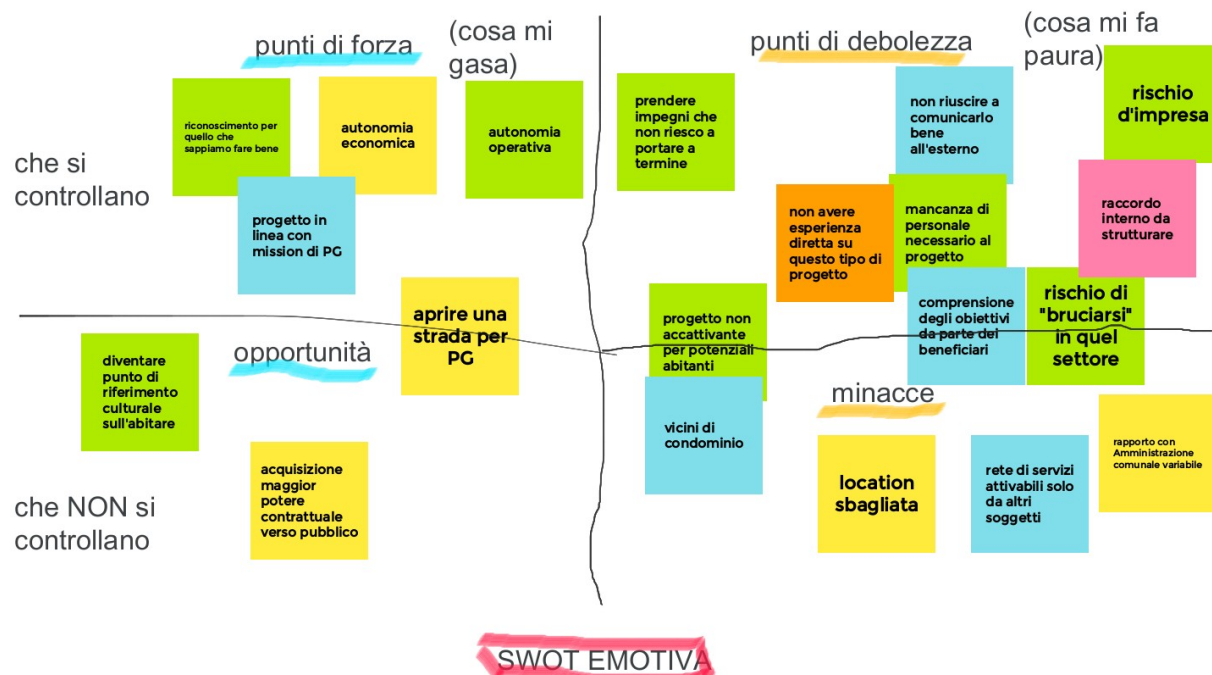 punti di forza
(cosa mi
gasa)
punti di debolezza
(cosa mi fa
paura)
che si
controllano
riconoscimento per
quello che
sappiamo fare bene
autonomia
economica
autonomia
operativa
progetto in
linea con
mission di PG
prendere
impegni che
non riesco a
portare a
termine
non riuscire a
comunicarlo
bene
all'esterno
rischio
d'impresa
non avere
esperienza
diretta su
questo tipo di
progetto
mancanza di
personale
necessario al
progetto
raccordo
interno da
strutturare
aprire una
strada per
PG
progetto non
accattivante
per potenziali
abitanti
comprensione
degli obiettivi
da parte dei
beneficiari
rischio di
"bruciarsi"
in quel
settore
opportunità
minacce
diventare
punto di
riferimento
culturale
sull'abitare
vicini di
condominio
che NON si
controllano
acquisizione
maggior
potere
contrattuale
verso pubblico
location
sbagliata
rete di servizi
attivabili solo
da altri
soggetti
rapporto con
Amministrazione
comunale variabile
SWOT EMOTIVA